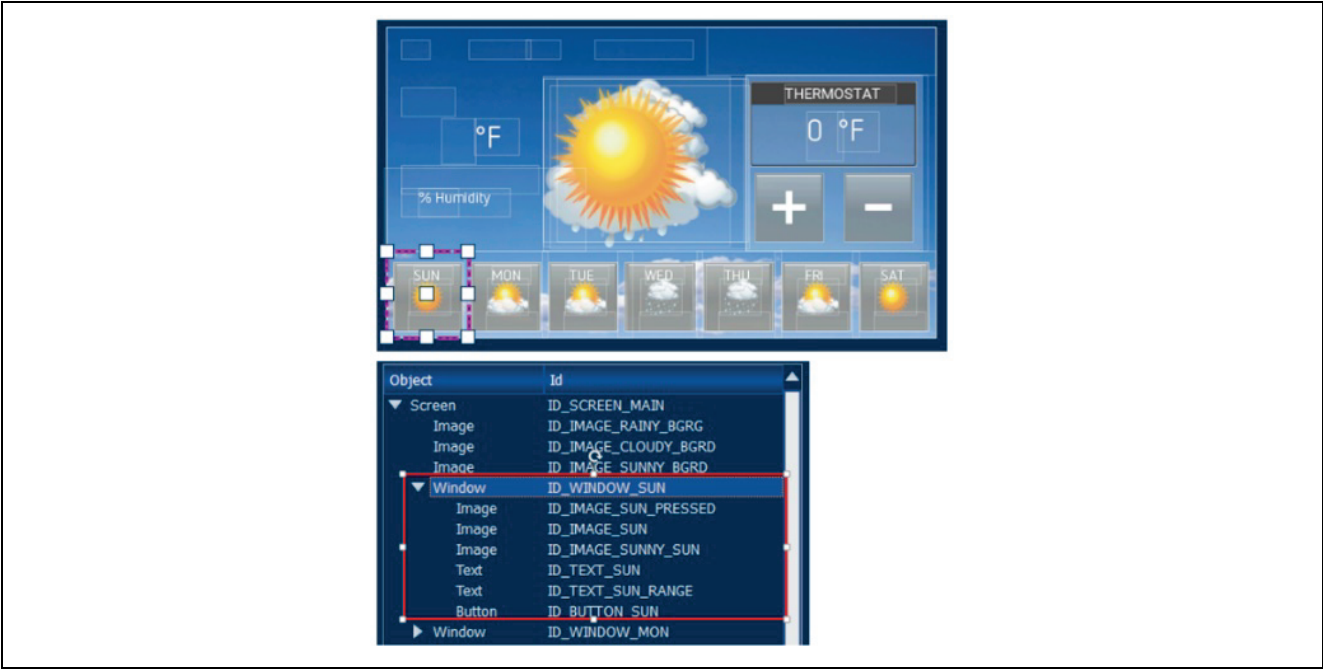 THERMOSTAT
0 °F
°F
% Humidity
+ −
SUN MON TUE WED THU FRI SAT
Object Id
Screen ID_SCREEN_MAIN
Image ID_IMAGE_RAINY_BGRG
Image ID_IMAGE_CLOUDY_BGRD
Image ID_IMAGE_SUNNY_BGRD
Window ID_WINDOW_SUN
Image ID_IMAGE_SUN_PRESSED
Image ID_IMAGE_SUN
Image ID_IMAGE_SUNNY_SUN
Text ID_TEXT_SUN
Text ID_TEXT_SUN_RANGE
Button ID_BUTTON_SUN
Window ID_WINDOW_MON